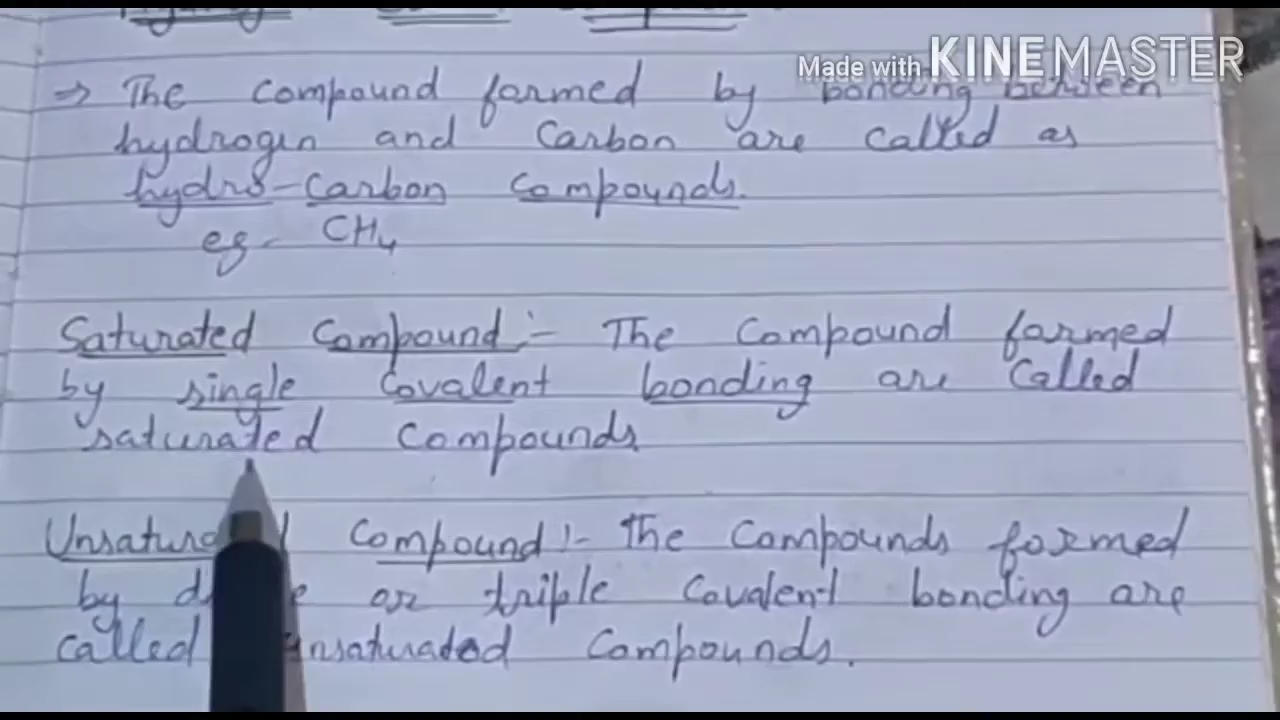 Made with KINEMASTER
→ The compound formed by bonding between
hydrogen and Carbon are called as
hydro-carbon compounds.
eg- CH4
Saturated Compound :- The Compound formed
by single Covalent bonding are called
saturated Compounds.
Compound :- The Compounds formed
by or triple Covalent bonding are
called unsaturated Compounds.